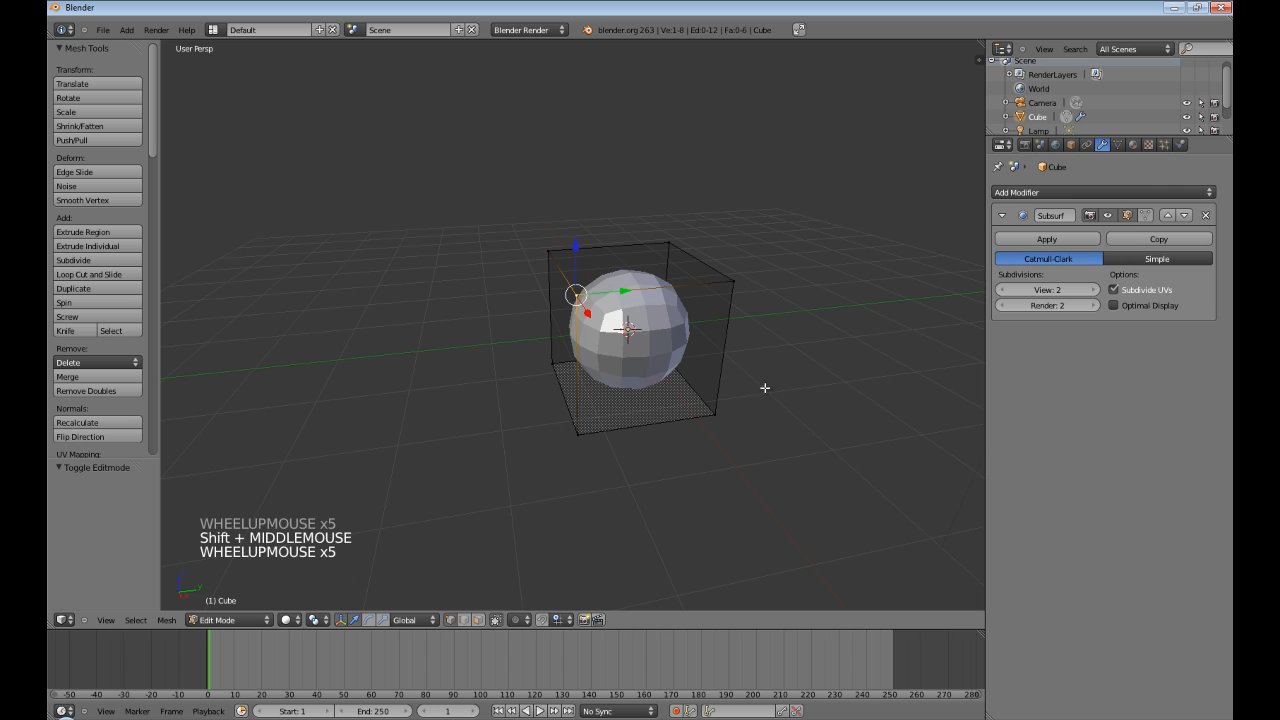 Blender
File Add Render Help
Default
Scene
Blender Render
blender.org 263 | Ve:1-8 | Ed:0-12 | Fa:0-6 | Cube
Mesh Tools
Transform:
Translate
Rotate
Scale
Shrink/Fatten
Push/Pull
Deform:
Edge Slide
Noise
Smooth Vertex
Add:
Extrude Region
Extrude Individual
Subdivide
Loop Cut and Slide
Duplicate
Spin
Screw
Knife Select
Remove:
Delete
Merge
Remove Doubles
Normals:
Recalculate
Flip Direction
UV Mapping:
Toggle Editmode
User Persp
WHEELUPMOUSE x5
Shift + MIDDLEMOUSE
WHEELUPMOUSE x5
(1) Cube
View Select Mesh
Edit Mode
Global
View Search
All Scenes
Scene
RenderLayers
World
Camera
Cube
Lamp
Cube
Add Modifier
Subsurf
Apply Copy
Catmull-Clark Simple
Subdivisions: Options:
View: 2 Subdivide UVs
Render: 2 Optimal Display
-50 -40 -30 -20 -10 0 10 20 30 40 50 60 70 80 90 100 110 120 130 140 150 160 170 180 190 200 210 220 230 240 250 260 270 280
View Marker Frame Playback
Start: 1 End: 250 1
No Sync